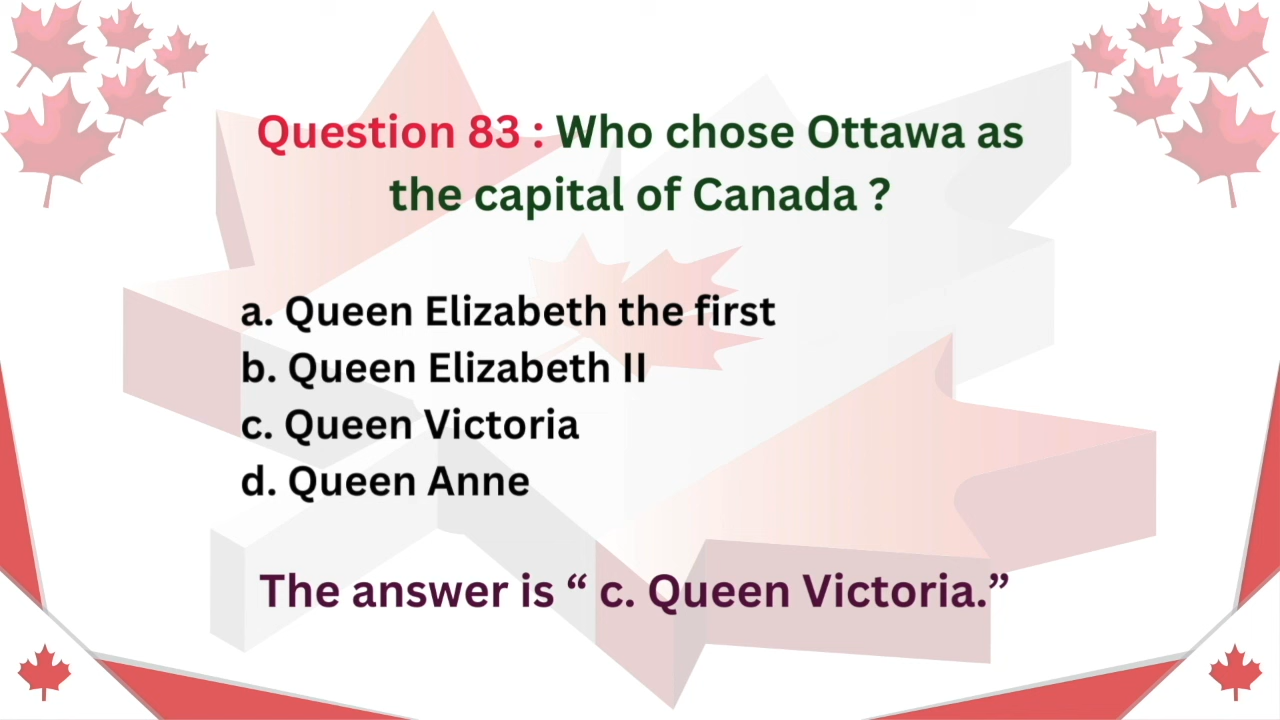 Question 83 : Who chose Ottawa as
the capital of Canada ?
a. Queen Elizabeth the first
b. Queen Elizabeth II
c. Queen Victoria
d. Queen Anne
The answer is “ c. Queen Victoria.”